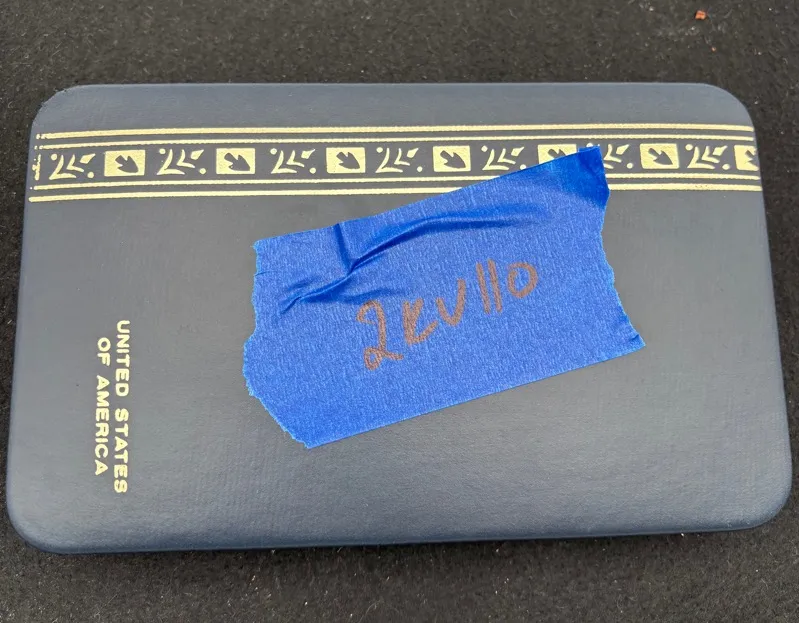 2kV110
UNITED STATES
OF AMERICA